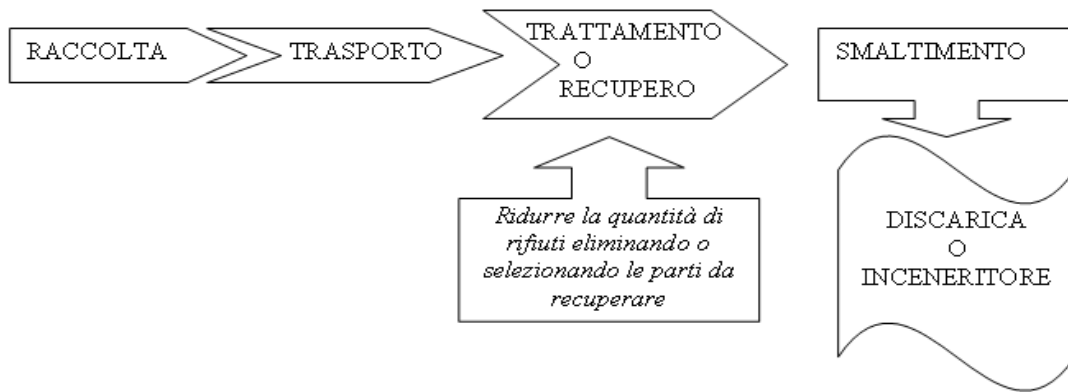 RACCOLTA
TRASPORTO
TRATTAMENTO
O
RECUPERO
SMALTIMENTO
Ridurre la quantità di
rifiuti eliminando o
selezionando le parti da
recuperare
DISCARICA
O
INCENERITORE